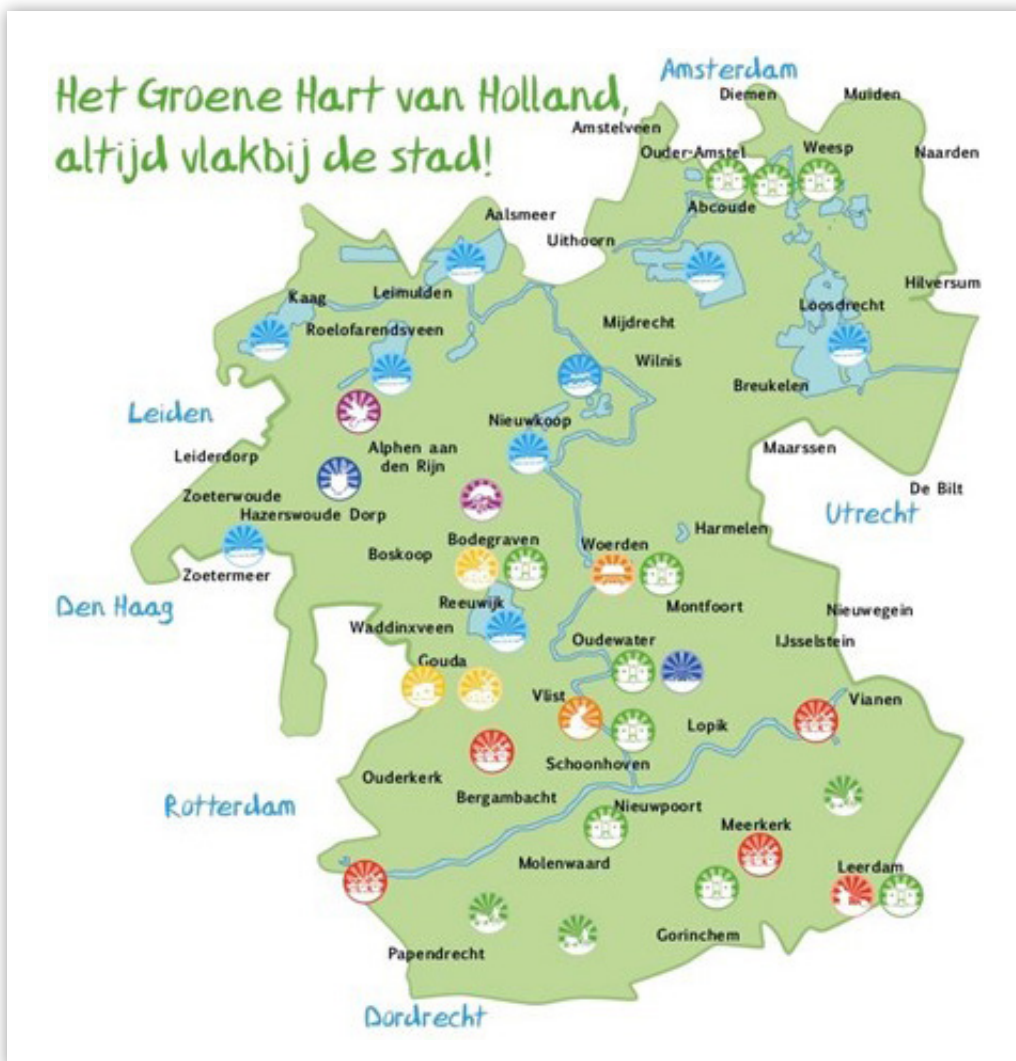 Het Groene Hart van Holland,
altijd vlakbij de stad!
Amsterdam
Diemen
Muiden
Amstelveen
Ouder-Amstel
Weesp
Naarden
Abcoude
Aalsmeer
Uithoorn
Hilversum
Kaag
Leimuiden
Loosdrecht
Roelofarendsveen
Mijdrecht
Wilnis
Breukelen
Leiden
Nieuwkoop
Leiderdorp
Alphen aan
den Rijn
Maarssen
De Bilt
Zoeterwoude
Hazerswoude Dorp
Utrecht
Harmelen
Bodegraven
Woerden
Boskoop
Zoetermeer
Den Haag
Reeuwijk
Montfoort
Nieuwegein
Waddinxveen
Oudewater
IJsselstein
Gouda
Vlist
Vianen
Lopik
Schoonhoven
Ouderkerk
Bergambacht
Rotterdam
Nieuwpoort
Meerkerk
Molenwaard
Leerdam
Gorinchem
Papendrecht
Dordrecht